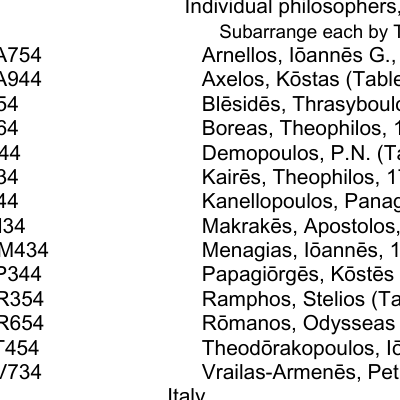 Individual philosophers,
Subarrange each by T
A754 Arnellos, Iōannēs G.,
A944 Axelos, Kōstas (Table
54 Blēsidēs, Thrasyboulo
64 Boreas, Theophilos, 1
44 Demopoulos, P.N. (Ta
34 Kairēs, Theophilos, 17
44 Kanellopoulos, Panag
34 Makrakēs, Apostolos,
M434 Menagias, Iōannēs, 1
P344 Papagiōrgēs, Kōstēs
R354 Ramphos, Stelios (Ta
R654 Rōmanos, Odysseas
T454 Theodōrakopoulos, Iō
V734 Vrailas-Armenēs, Pet
Italy